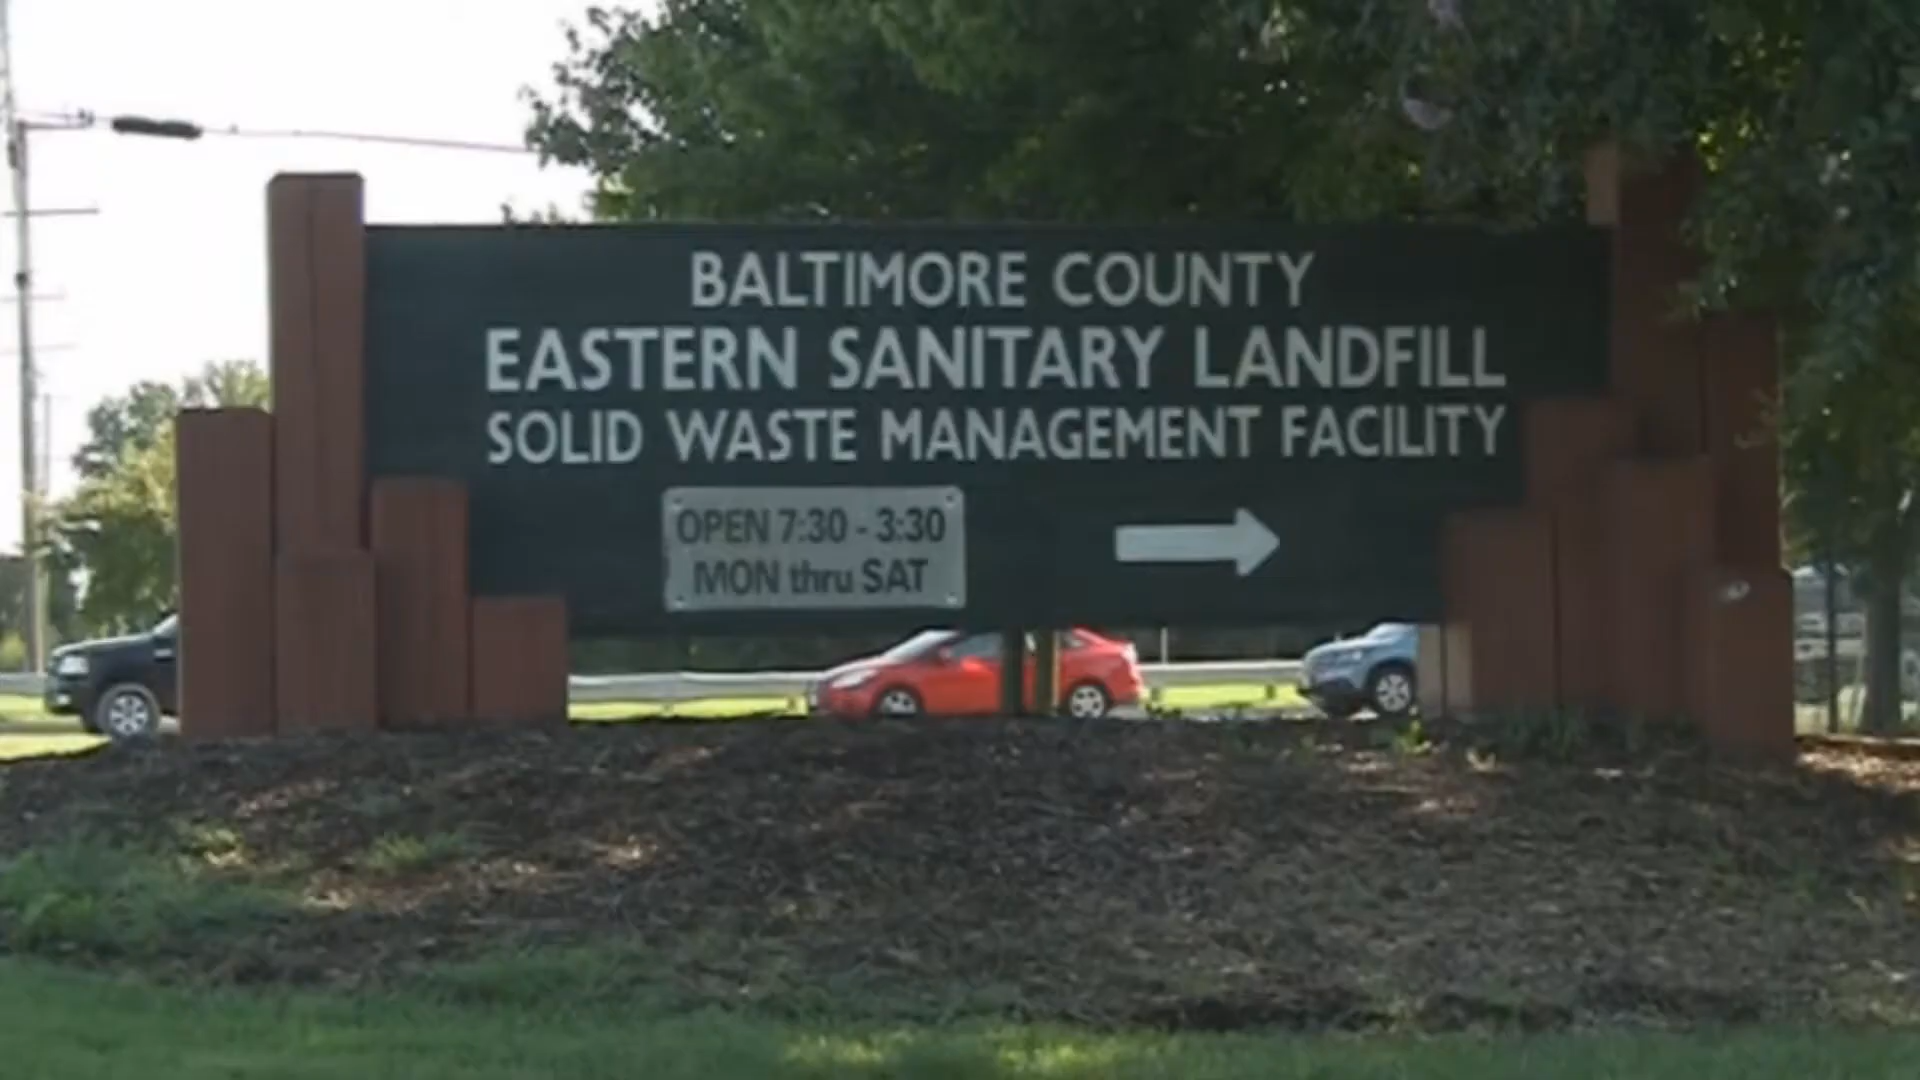 BALTIMORE COUNTY
EASTERN SANITARY LANDFILL
SOLID WASTE MANAGEMENT FACILITY
OPEN 7:30 - 3:30
MON thru SAT